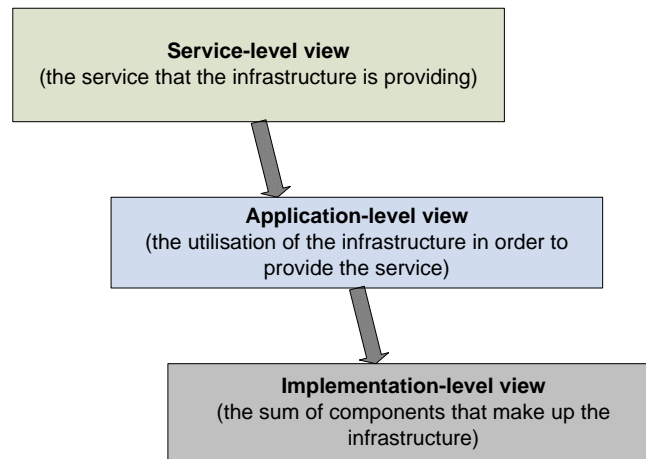 Service-level view
(the service that the infrastructure is providing)
Application-level view
(the utilisation of the infrastructure in order to
provide the service)
Implementation-level view
(the sum of components that make up the
infrastructure)